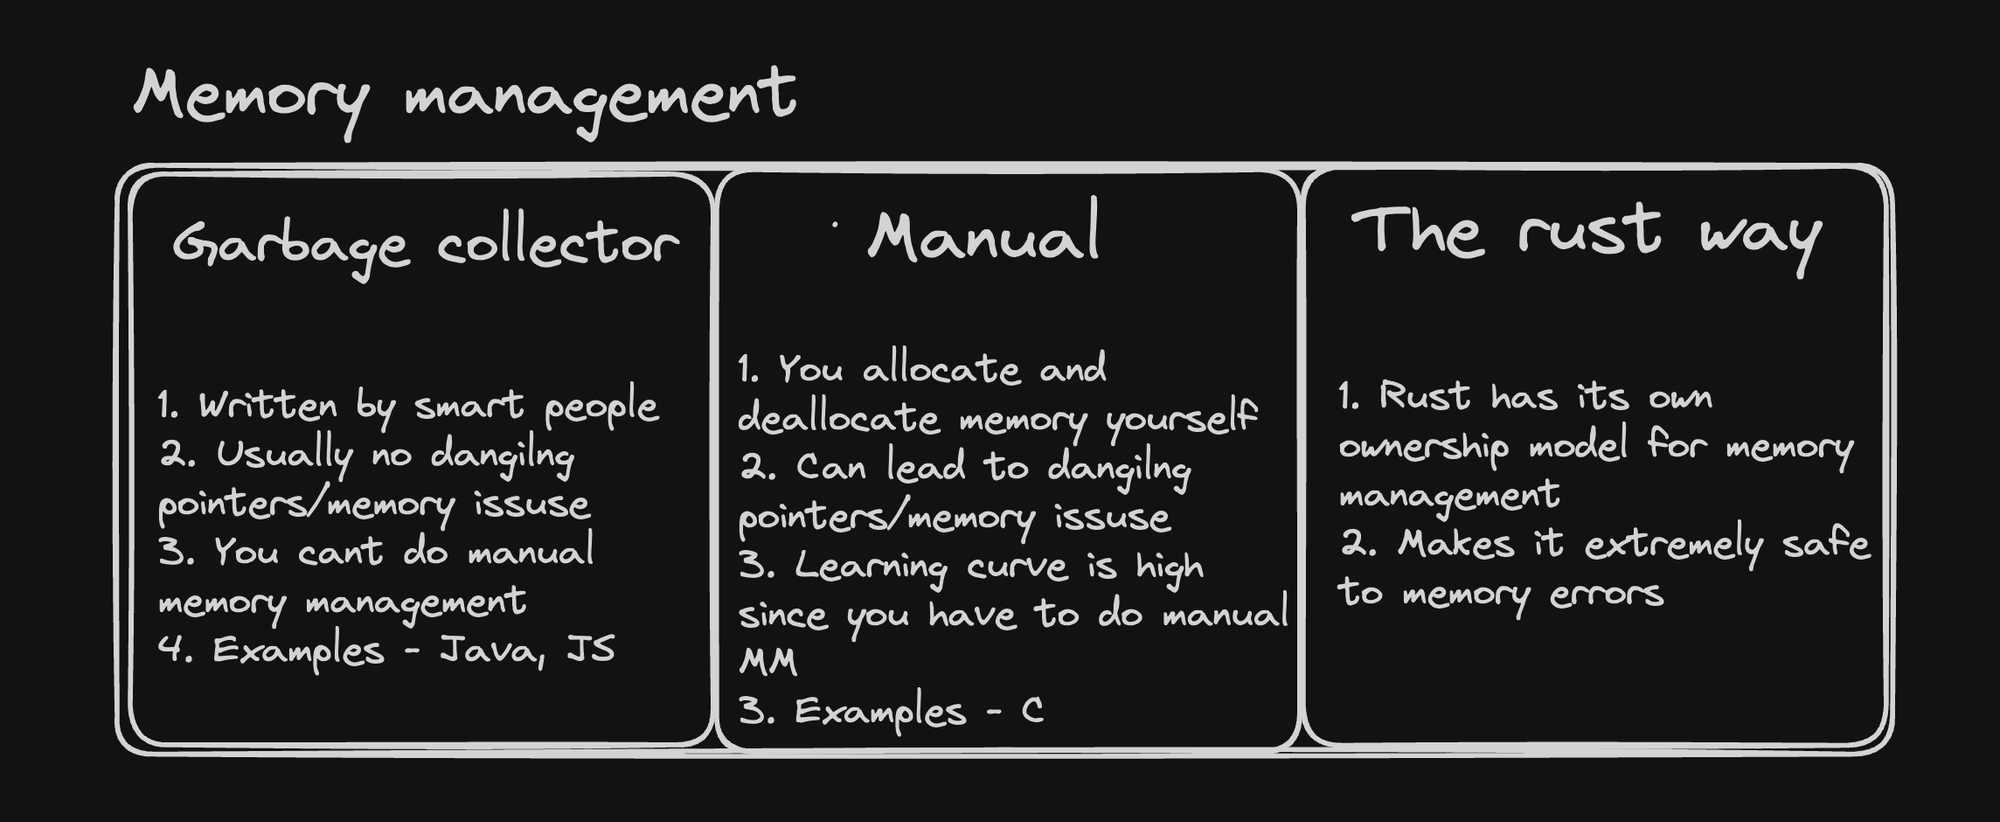 Memory management
Garbage collector
1. Written by smart people
2. Usually no dangilng
pointers/memory issuse
3. You cant do manual
memory management
4. Examples - Java, JS
Manual
1. You allocate and
deallocate memory yourself
2. Can lead to dangilng
pointers/memory issuse
3. Learning curve is high
since you have to do manual
MM
3. Examples - C
The rust way
1. Rust has its own
ownership model for memory
management
2. Makes it extremely safe
to memory errors